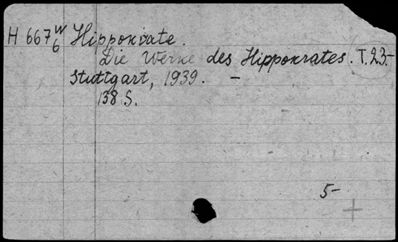 H 667 W/6 Hippokrate.
Die Werke des Hippokrates. T. 23.-
Stuttgart, 1939. -
138 S.
5-
+